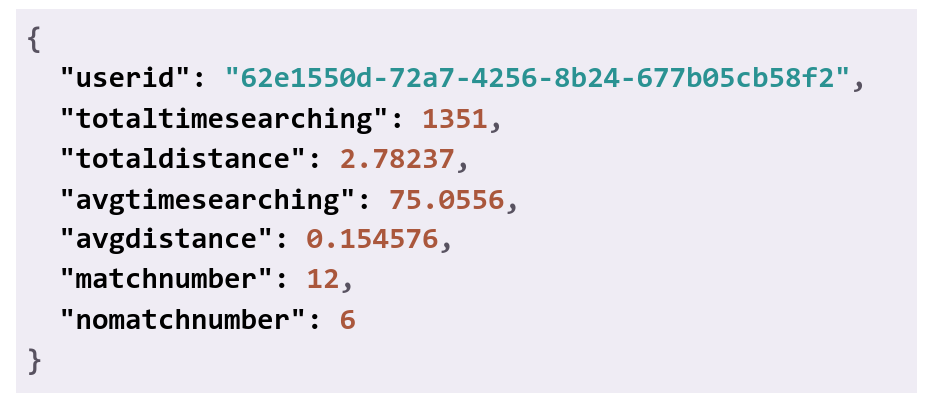 {
"userid": "62e1550d-72a7-4256-8b24-677b05cb58f2",
"totaltimesearching": 1351,
"totaldistance": 2.78237,
"avgtimesearching": 75.0556,
"avgdistance": 0.154576,
"matchnumber": 12,
"nomatchnumber": 6
}